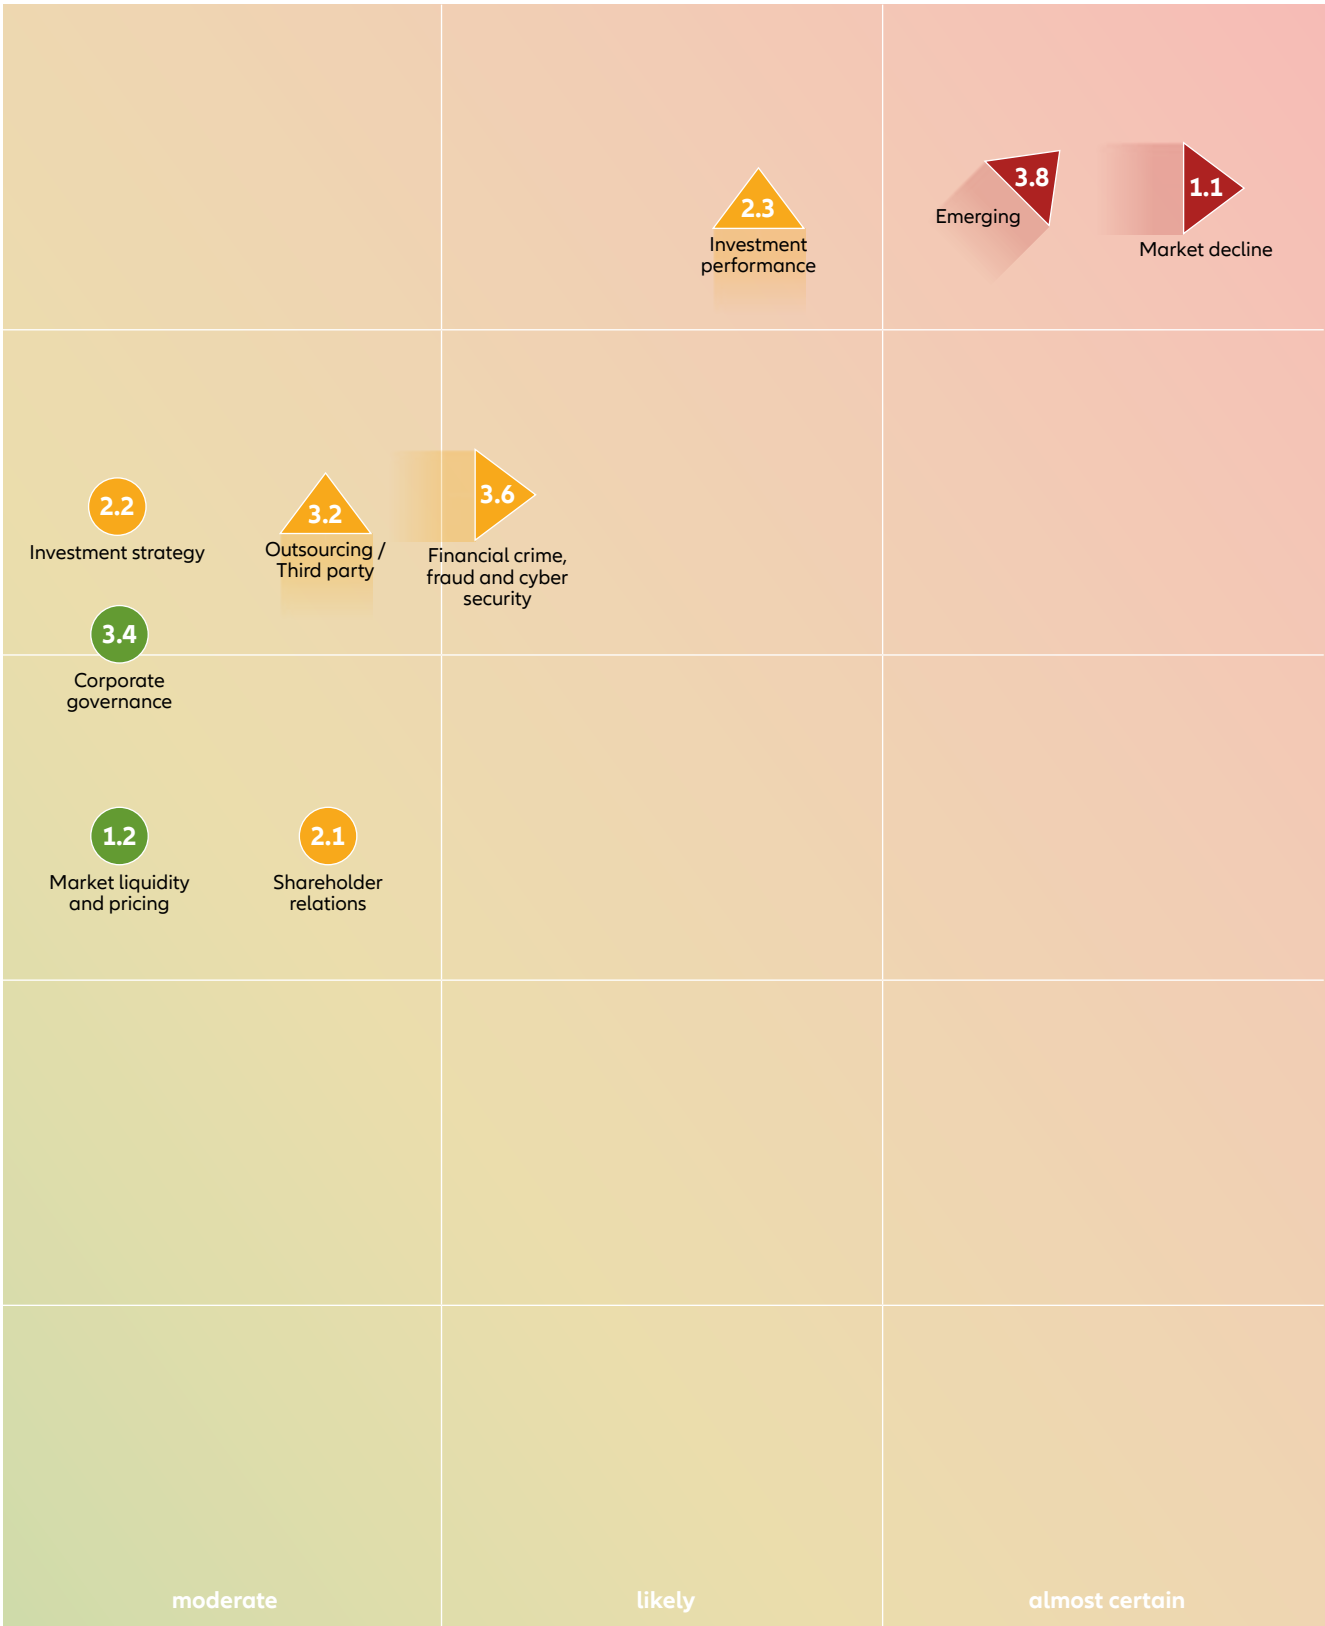 3.8
Emerging
1.1
Market decline
2.3
Investment
performance
2.2
Investment strategy
3.2
Outsourcing /
Third party
3.6
Financial crime,
fraud and cyber
security
3.4
Corporate
governance
1.2
Market liquidity
and pricing
2.1
Shareholder
relations
moderate
likely
almost certain